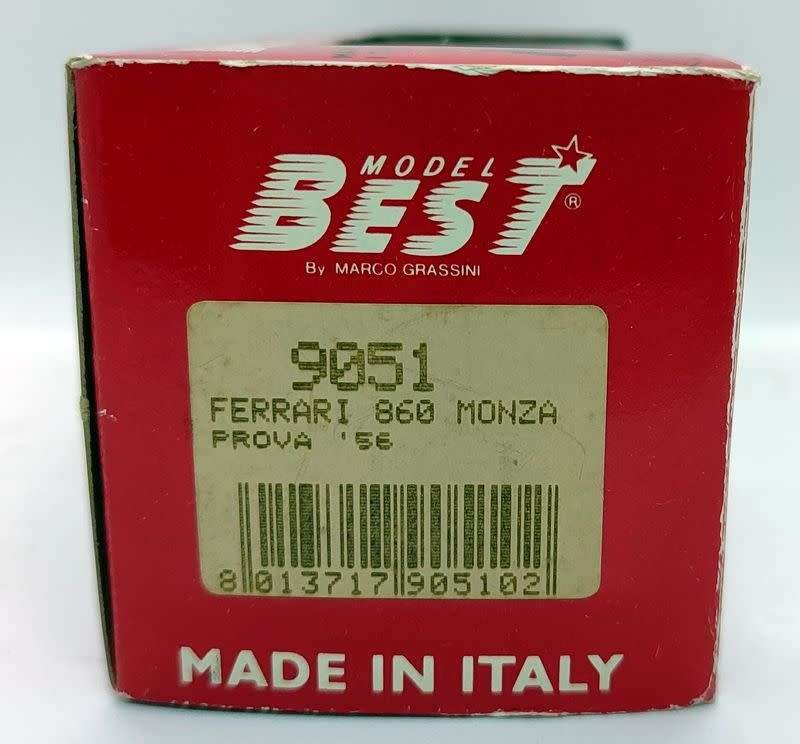 MODEL
BEST®
By MARCO GRASSINI
9051
FERRARI 860 MONZA
PROVA '56
8 013717 905102
MADE IN ITALY